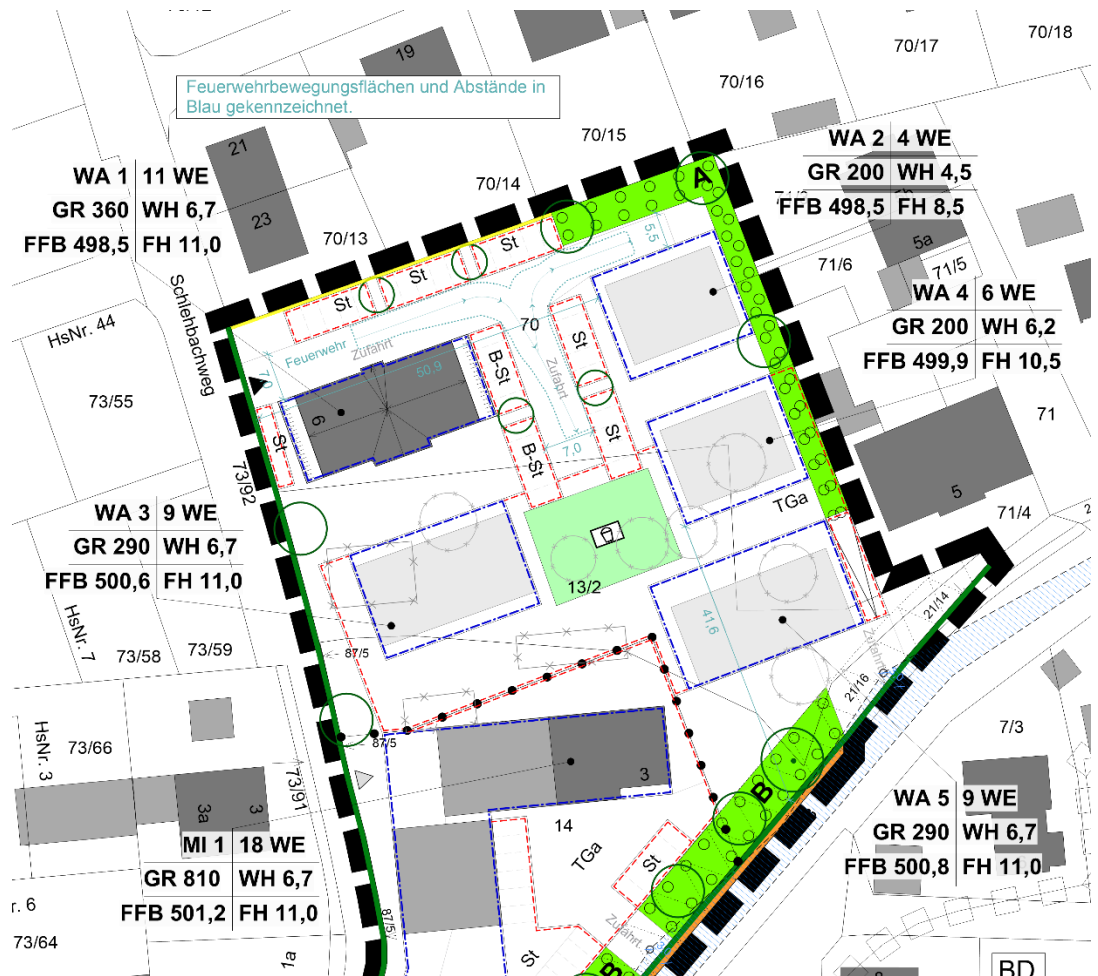 73/12
19
70/16
70/17
70/18
Feuerwehrbewegungsflächen und Abstände in
Blau gekennzeichnet.
21
23
70/15
70/14
70/13
WA 1 11 WE
GR 360 WH 6,7
FFB 498,5 FH 11,0
WA 2 4 WE
GR 200 WH 4,5
FFB 498,5 FH 8,5
A
5,5
St
St
St
5a
71/6
71/5
WA 4 6 WE
GR 200 WH 6,2
FFB 499,9 FH 10,5
Schlehbachweg
HsNr. 44
73/55
7,0
Feuerwehr
Zufahrt
50,9
70
6
B-St
B-St
St
St
Zufahrt
7,0
St
73/92
71
5
71/4
TGa
WA 3 9 WE
GR 290 WH 6,7
FFB 500,6 FH 11,0
13/2
41,6
HsNr. 7
73/58
73/59
87/5
87/5
21/14
21/16
Zufahrt
7/3
HsNr. 3
73/66
3a
3
73/91
3
14
TGa
St
B
WA 5 9 WE
GR 290 WH 6,7
FFB 500,8 FH 11,0
MI 1 18 WE
GR 810 WH 6,7
FFB 501,2 FH 11,0
r. 6
73/64
1a
87/5
St
Zufahrt
B
BD